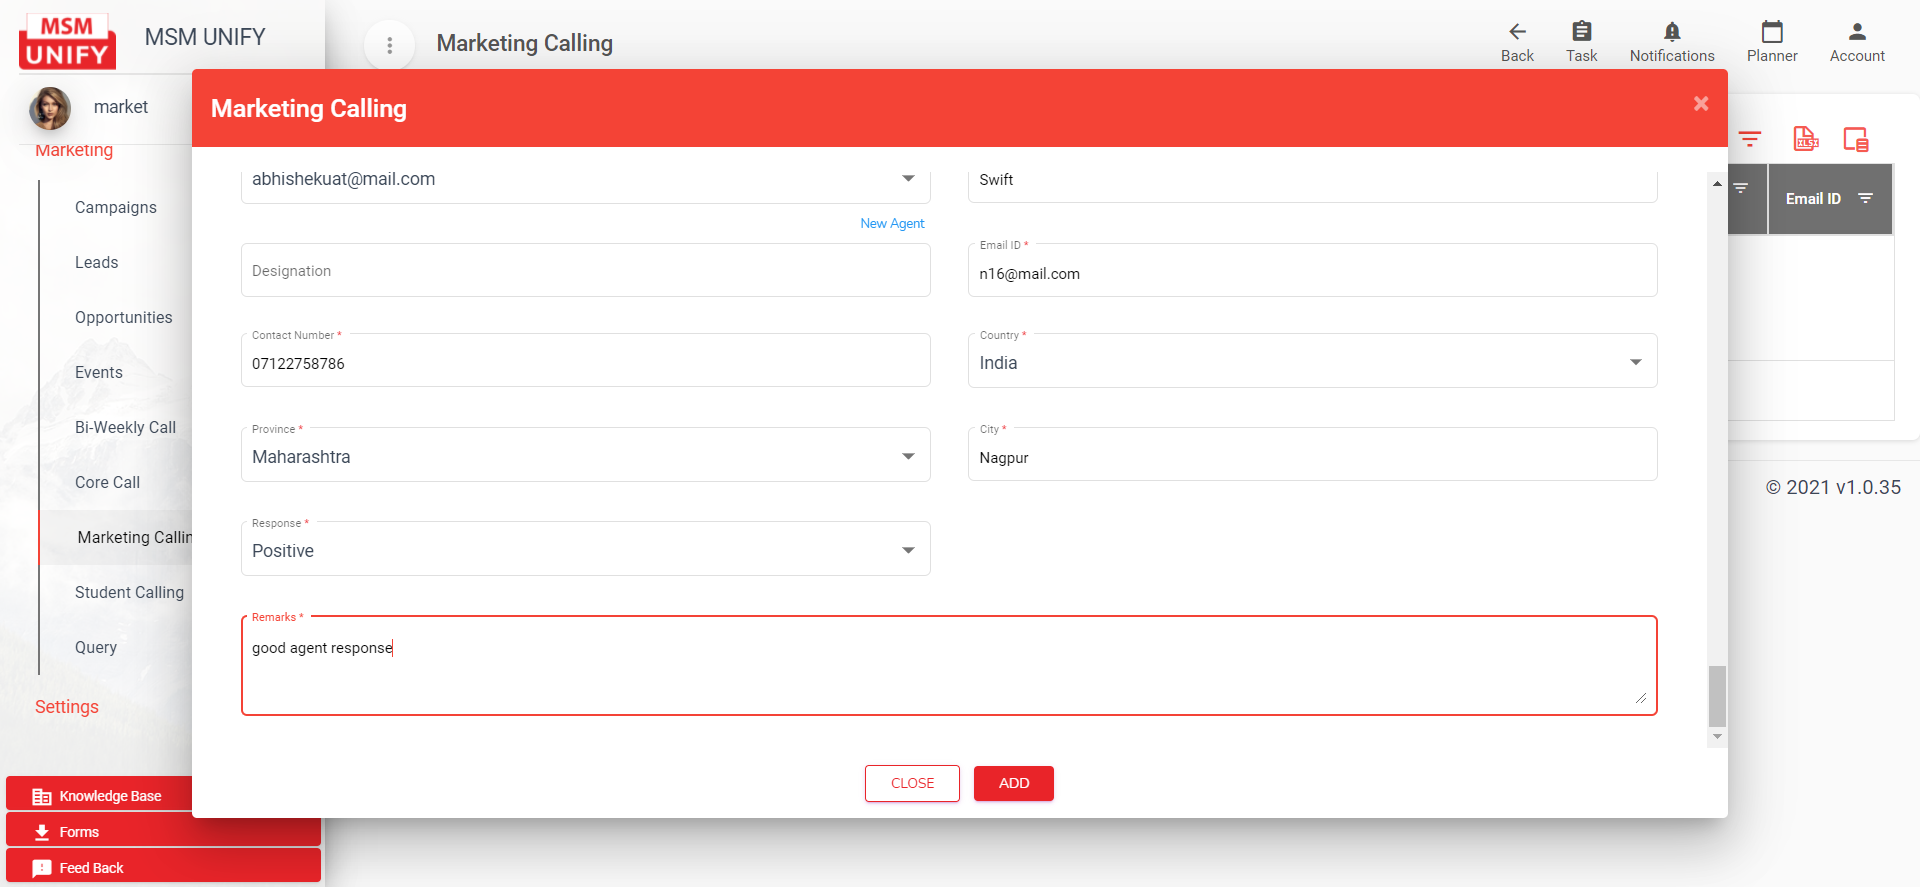 MSM
UNIFY
MSM UNIFY
Marketing Calling
Back
Task
Notifications
Planner
Account
market
Marketing
Campaigns
Leads
Opportunities
Events
Bi-Weekly Call
Core Call
Marketing Callin
Student Calling
Query
Settings
Knowledge Base
Forms
Feed Back
Marketing Calling
×
abhishekuat@mail.com
Swift
New Agent
Designation
Email ID *
n16@mail.com
Contact Number *
07122758786
Country *
India
Province *
Maharashtra
City *
Nagpur
Response *
Positive
Remarks *
good agent response
CLOSE
ADD
XLSX
Email ID
© 2021 v1.0.35